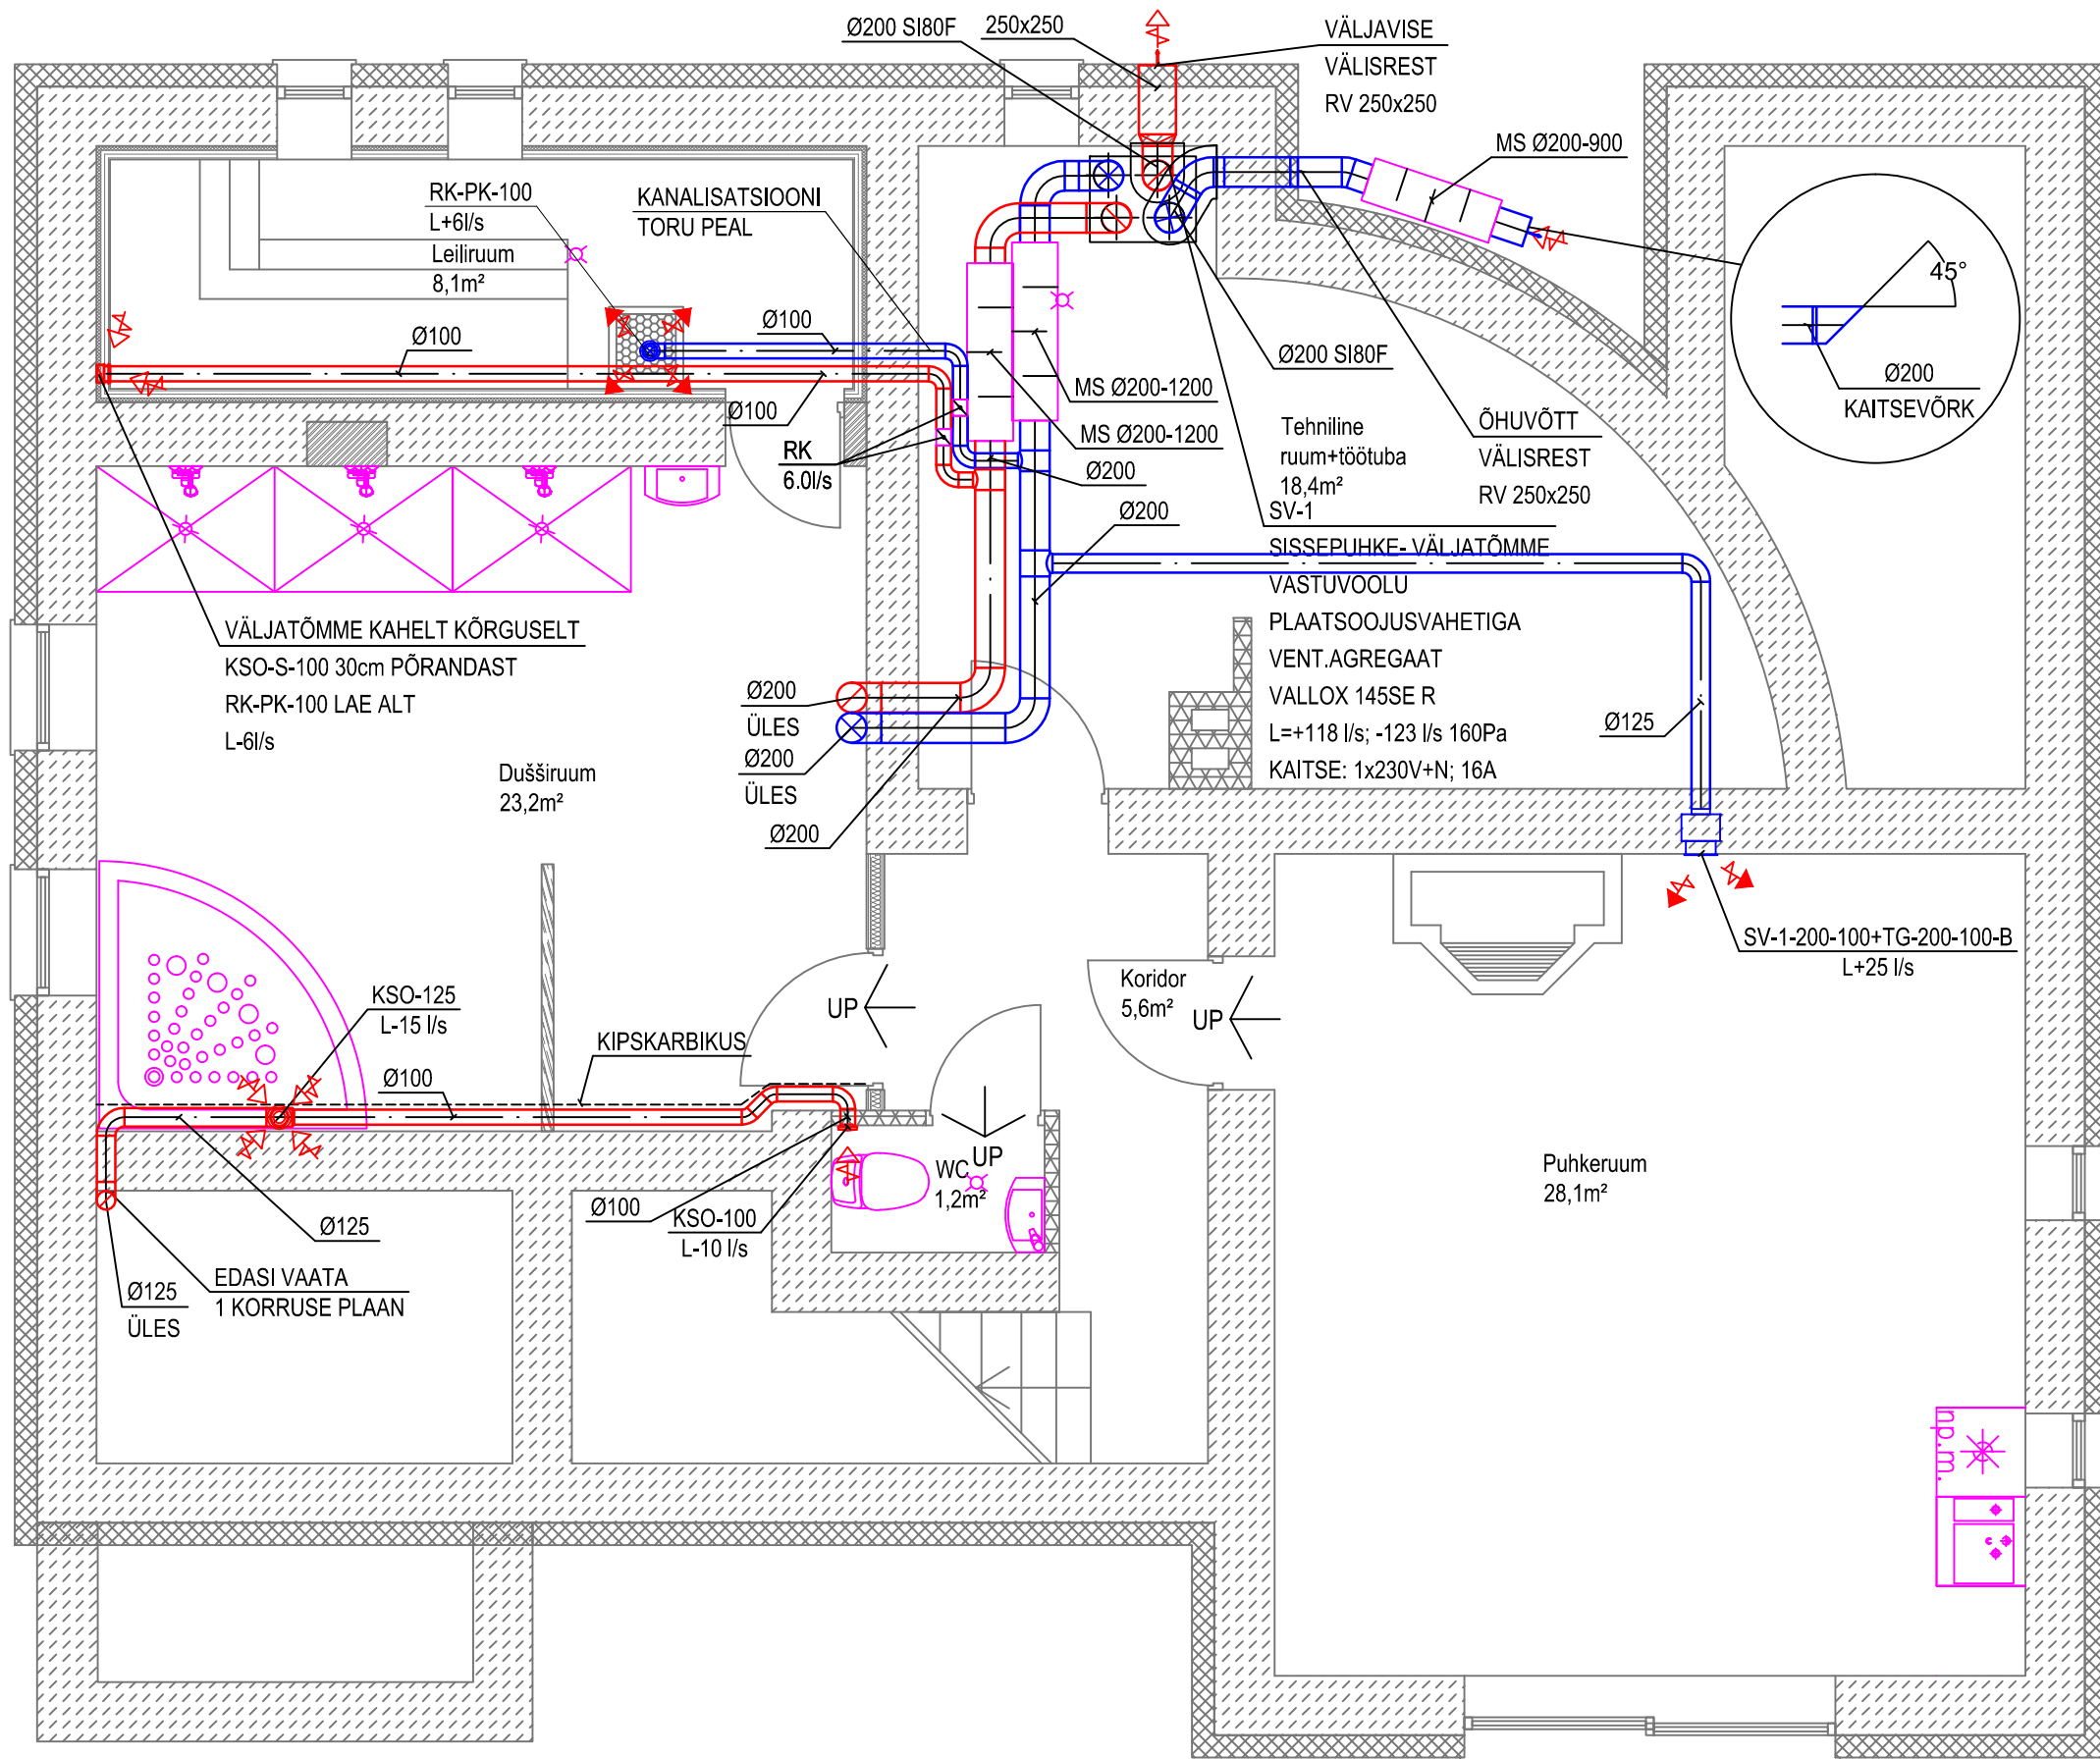 Ø200 SI80F
250x250
VÄLJAVISE
VÄLISREST
RV 250x250
MS Ø200-900
RK-PK-100
L+6l/s
Leiliruum
8,1m²
KANALISATSIOONI
TORU PEAL
45°
Ø200
KAITSEVÕRK
Ø100
Ø100
Ø100
Ø200 SI80F
MS Ø200-1200
MS Ø200-1200
RK
6.0l/s
Ø200
Ø200
Tehniline
ruum+töötuba
18,4m²
ÕHUVÕTT
VÄLISREST
RV 250x250
SV-1
SISSEPUHKE- VÄLJATÕMME
VASTUVOOLU
PLAATSOOJUSVAHETIGA
VENT.AGREGAAT
VALLOX 145SE R
L=+118 l/s; -123 l/s 160Pa
KAITSE: 1x230V+N; 16A
VÄLJATÕMME KAHELT KÕRGUSELT
KSO-S-100 30cm PÕRANDAST
RK-PK-100 LAE ALT
L-6l/s
Ø200
ÜLES
Ø200
ÜLES
Ø200
Ø125
Dušširuum
23,2m²
SV-1-200-100+TG-200-100-B
L+25 l/s
KSO-125
L-15 l/s
UP
Koridor
5,6m²
UP
KIPSKARBIKUS
Ø100
UP
WC
1,2m²
Puhkeruum
28,1m²
Ø100
KSO-100
L-10 l/s
Ø125
EDASI VAATA
1 KORRUSE PLAAN
Ø125
ÜLES
np.m.